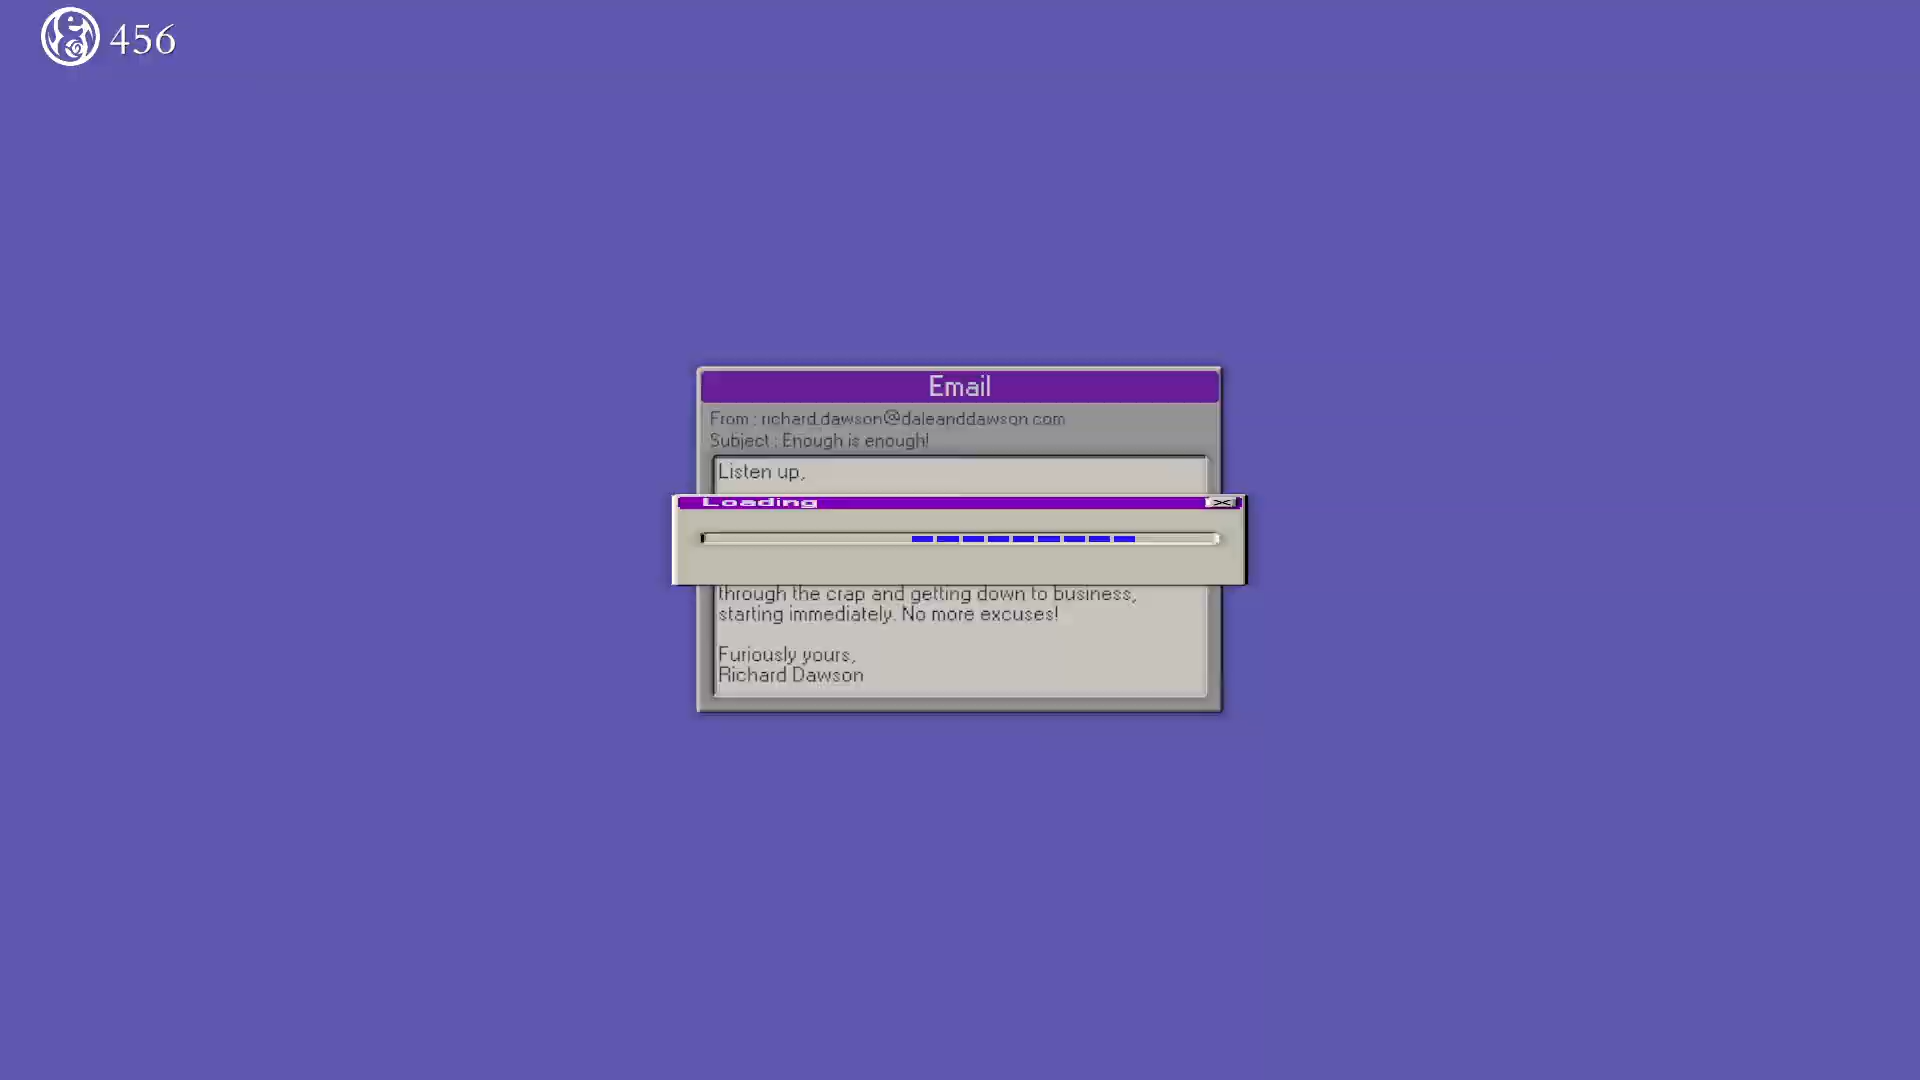 456
Email
From : richard.dawson@daleanddawson.com
Subject : Enough is enough!
Listen up,
Loading
through the crap and getting down to business,
starting immediately. No more excuses!
Furiously yours,
Richard Dawson